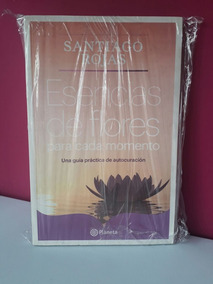 SANTIAGO
ROJAS
Esencias
de flores
para cada momento
Una guía práctica de autocuración
Planeta